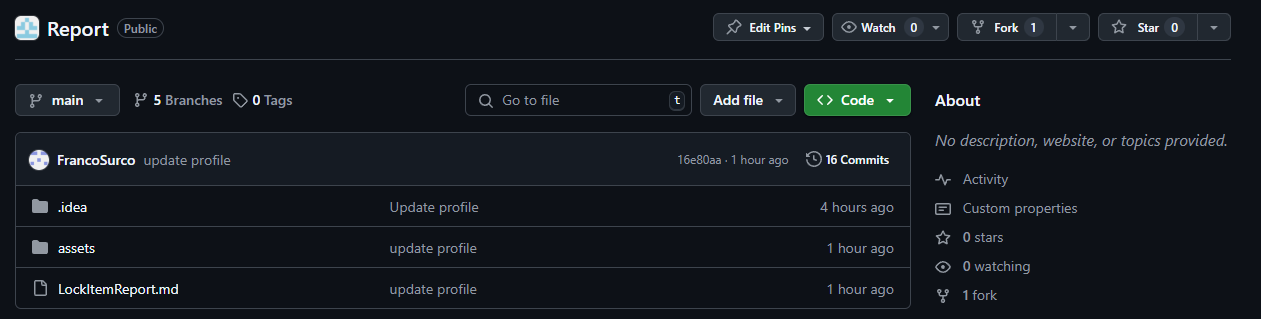 Report Public Edit Pins Watch 0 Fork 1 Star 0
main 5 Branches 0 Tags Go to file t Add file Code
About
No description, website, or topics provided.
FrancoSurco update profile 16e80aa · 1 hour ago 16 Commits
.idea Update profile 4 hours ago
assets update profile 1 hour ago
LockItemReport.md update profile 1 hour ago
Activity
Custom properties
0 stars
0 watching
1 fork